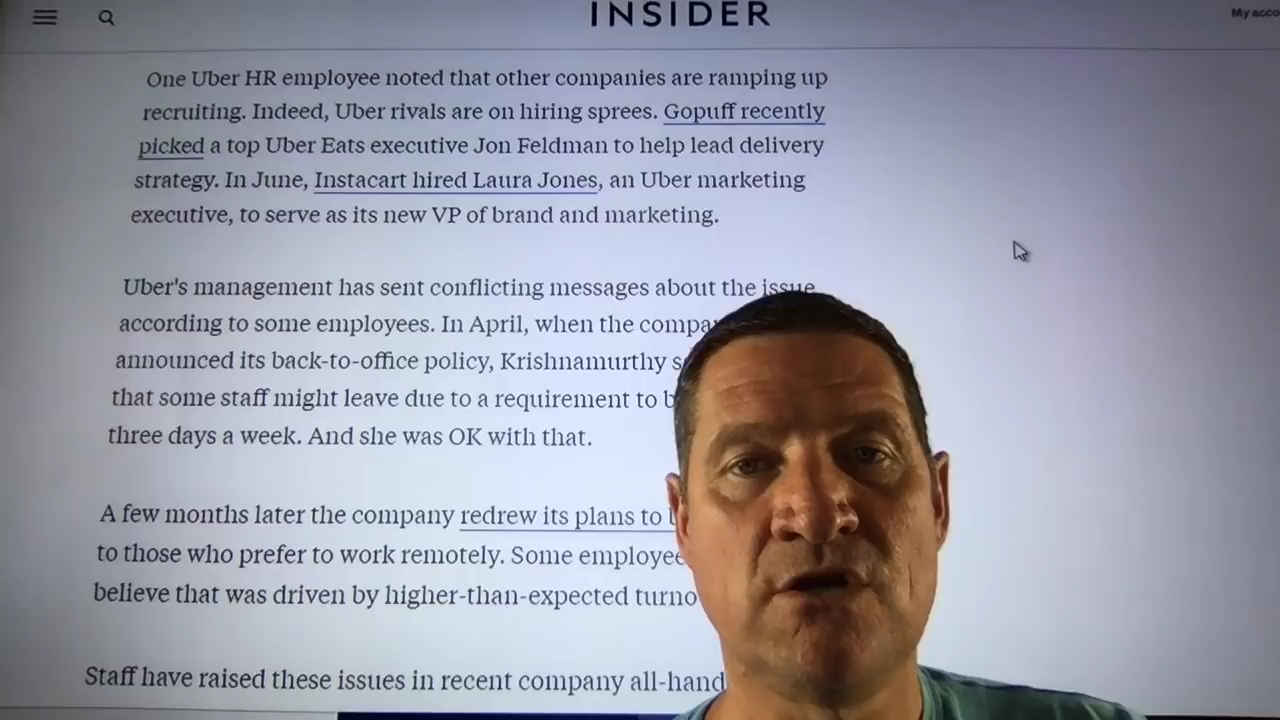 INSIDER
My acco
One Uber HR employee noted that other companies are ramping up
recruiting. Indeed, Uber rivals are on hiring sprees. Gopuff recently
picked a top Uber Eats executive Jon Feldman to help lead delivery
strategy. In June, Instacart hired Laura Jones, an Uber marketing
executive, to serve as its new VP of brand and marketing.
Uber's management has sent conflicting messages about the issue
according to some employees. In April, when the compa
announced its back-to-office policy, Krishnamurthy s
that some staff might leave due to a requirement to b
three days a week. And she was OK with that.
A few months later the company redrew its plans to
to those who prefer to work remotely. Some employee
believe that was driven by higher-than-expected turno
Staff have raised these issues in recent company all-hand